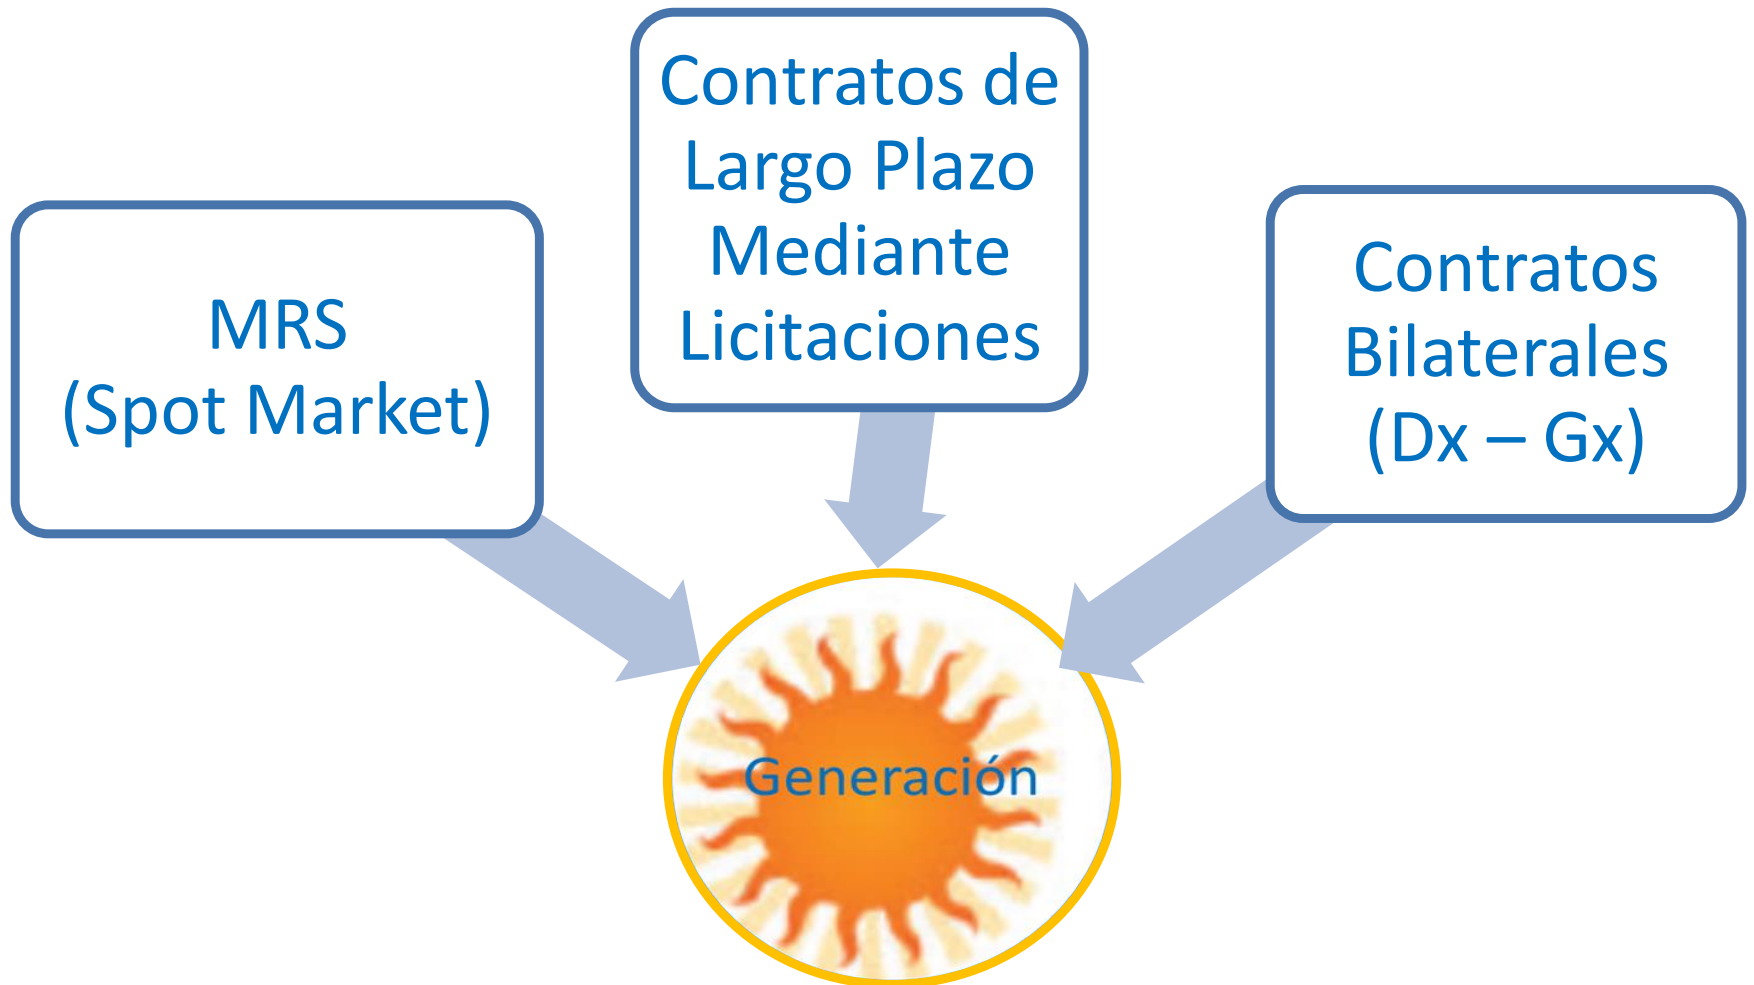 MRS
(Spot Market)
Contratos de
Largo Plazo
Mediante
Licitaciones
Contratos
Bilaterales
(Dx – Gx)
Generación